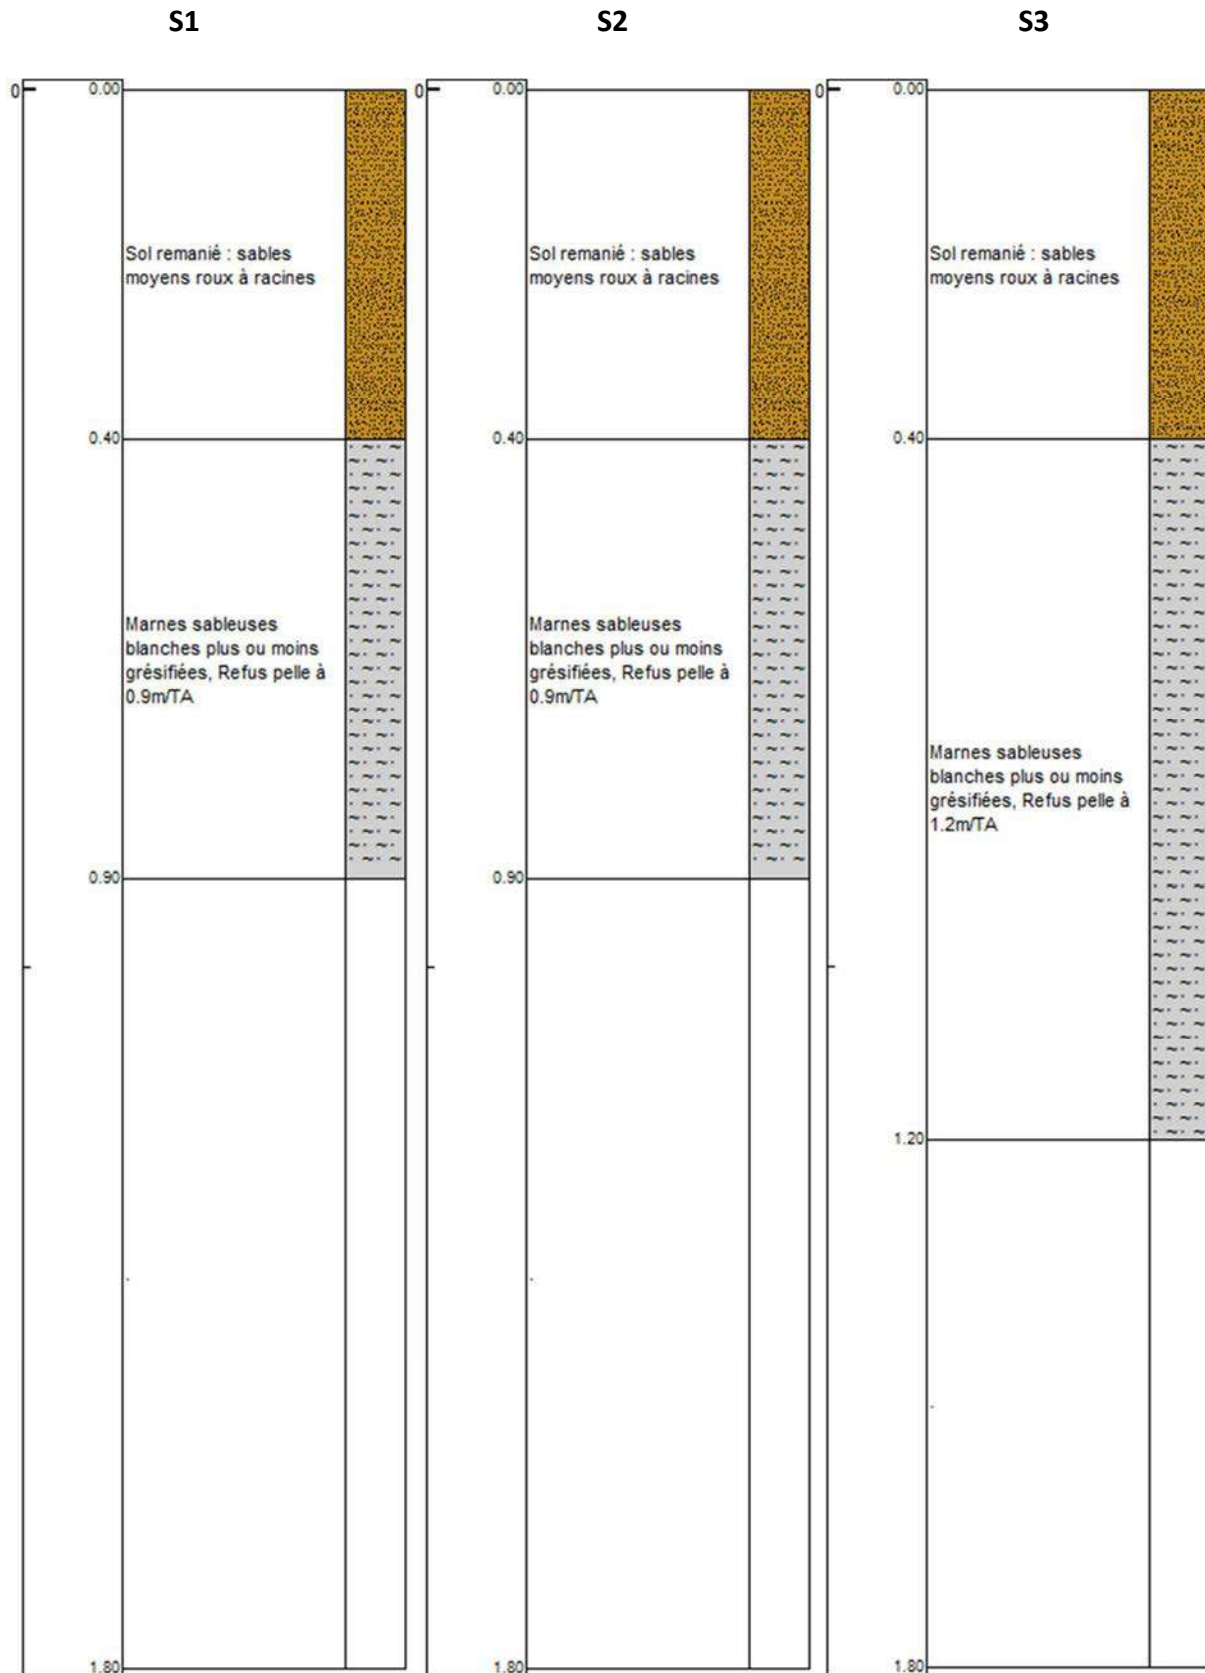 S1
S2
S3
0
0.00
Sol remanié : sables
moyens roux à racines
0.40
Marnes sableuses
blanches plus ou moins
grésifiées, Refus pelle à
0.9m/TA
0.90
1.80
0
0.00
Sol remanié : sables
moyens roux à racines
0.40
Marnes sableuses
blanches plus ou moins
grésifiées, Refus pelle à
0.9m/TA
0.90
1.80
0
0.00
Sol remanié : sables
moyens roux à racines
0.40
Marnes sableuses
blanches plus ou moins
grésifiées, Refus pelle à
1.2m/TA
1.20
1.80